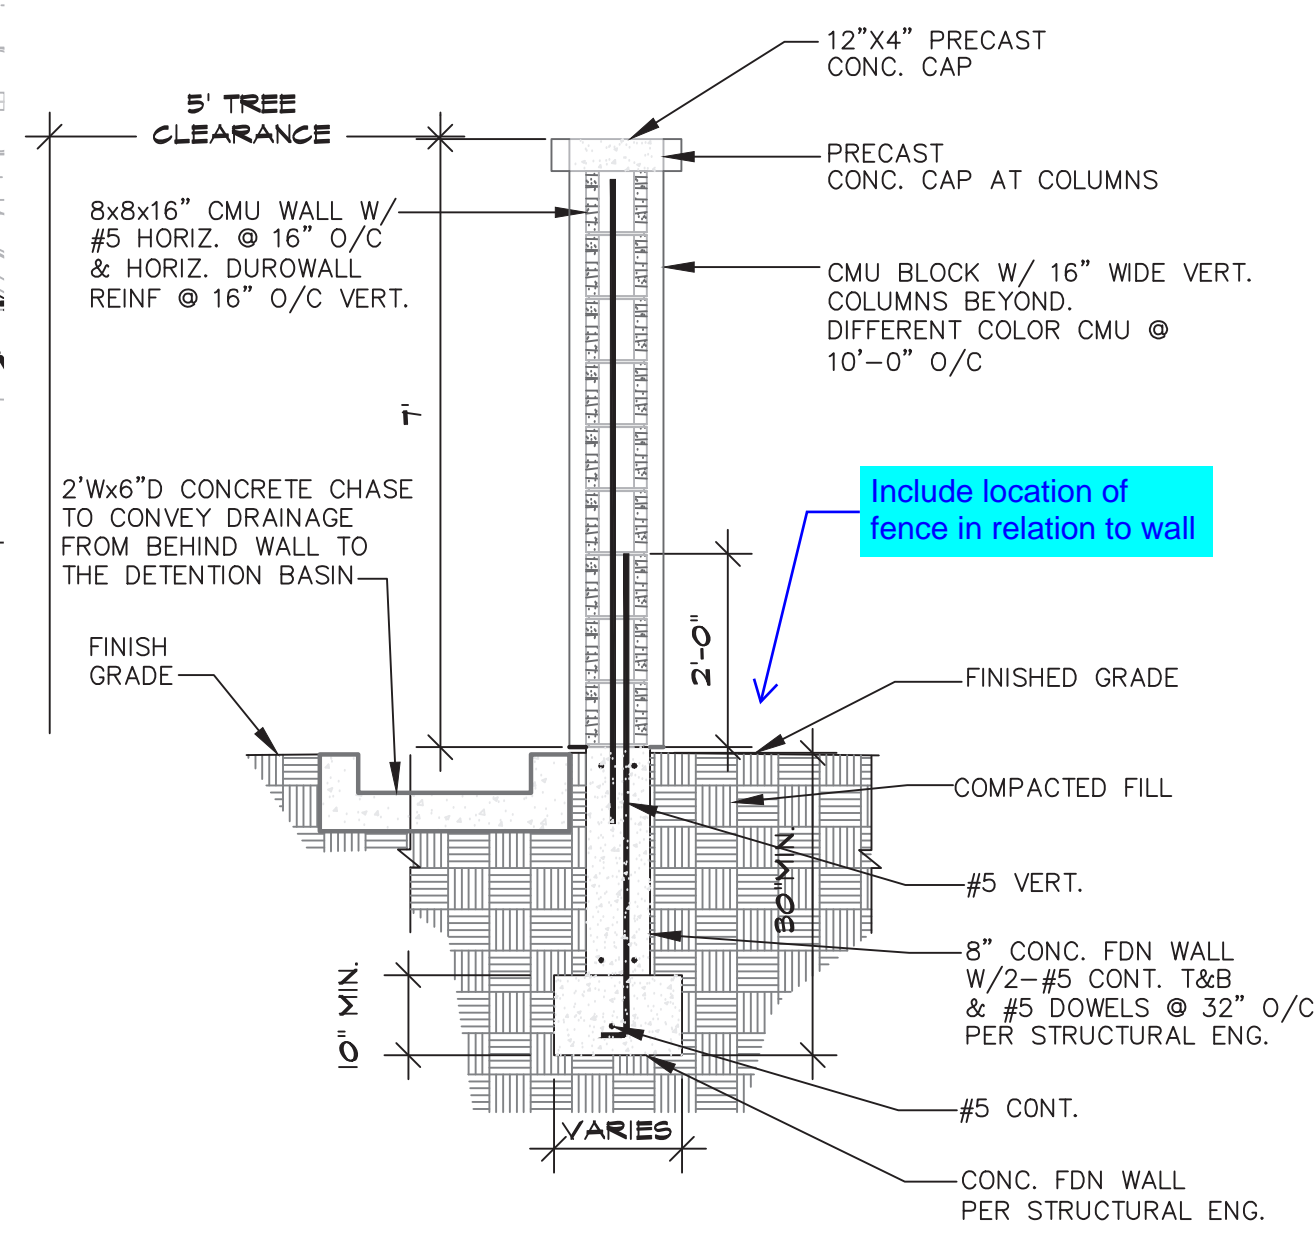 12”X4” PRECAST
CONC. CAP
5' TREE
CLEARANCE
PRECAST
CONC. CAP AT COLUMNS
8x8x16” CMU WALL W/
#5 HORIZ. @ 16” O/C
& HORIZ. DUROWALL
REINF @ 16” O/C VERT.
CMU BLOCK W/ 16” WIDE VERT.
COLUMNS BEYOND.
DIFFERENT COLOR CMU @
10’–0” O/C
7'
2’Wx6”D CONCRETE CHASE
TO CONVEY DRAINAGE
FROM BEHIND WALL TO
THE DETENTION BASIN
Include location of
fence in relation to wall
FINISH
GRADE
2'-0"
FINISHED GRADE
COMPACTED FILL
30" MIN.
#5 VERT.
8” CONC. FDN WALL
W/2–#5 CONT. T&B
& #5 DOWELS @ 32” O/C
PER STRUCTURAL ENG.
10" MIN.
#5 CONT.
VARIES
CONC. FDN WALL
PER STRUCTURAL ENG.